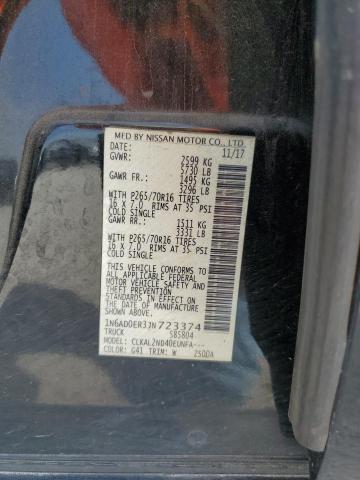 MFD BY NISSAN MOTOR CO., LTD.
DATE: 11/17
GVWR: 2599 KG
5730 LB
GAWR FR.: 1495 KG
3296 LB
WITH P265/70R16 TIRES
16 X 7.0 RIMS AT 35 PSI
COLD SINGLE
GAWR RR.: 1511 KG
3331 LB
WITH P265/70R16 TIRES
16 X 7.0 RIMS AT 35 PSI
COLD SINGLE
THIS VEHICLE CONFORMS TO ALL
APPLICABLE FEDERAL
MOTOR VEHICLE SAFETY
STANDARDS IN EFFECT ON THE
DATE OF MANUFACTURE SHOWN
ABOVE.
1N6AD0ER3JN723374
TRUCK 585804
MODEL: CLKAL2ND40EUNFA---
COLOR: G41 TRIM: W 2500A